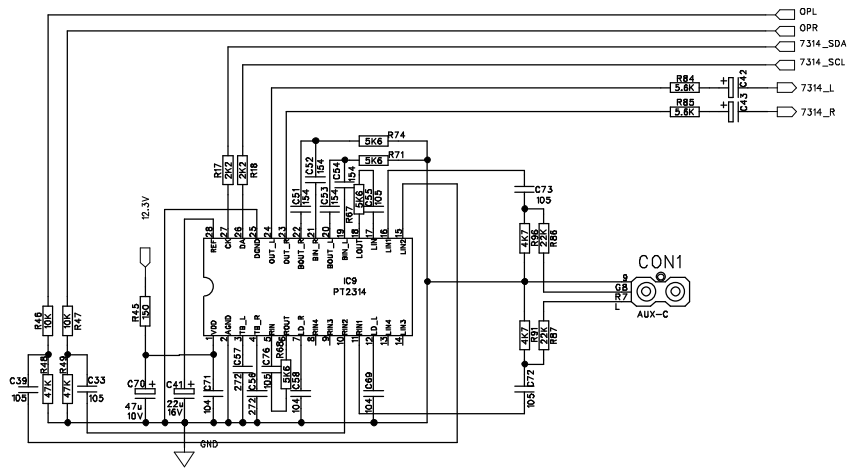 OPL
OPR
7314_SDA
7314_SCL
R84
5.6K
C42
7314_L
R85
5.6K
C43
7314_R
R74
5K6
R71
5K6
C52
154
C54
154
R17
2K2
R18
2K2
C51
154
C53
154
R67
5K6
C55
105
C73
105
12.3V
28 27 26 25 24 23 22 21 20 19 18 17 16 15
REF
CK
DA
DGND
OUT_L
OUT_R
BOUT_R
BIN_R
BOUT_L
BIN_L
LOUT
LIN
LIN1
LIN2
4K7
R96
22K
R86
IC9
PT2314
CON1
9
G8
R7
L
AUX-C
R46
10K
10K
R47
R45
150
VDD
AGND
TB_L
TB_R
RIN
ROUT
LD_R
RIN4
RIN3
RIN2
RIN1
LD_L
LIN4
LIN3
1 2 3 4 5 6 7 8 9 10 11 12 13 14
4K7
R91
22K
R87
C39
105
R48
47K
R49
47K
C33
105
C70
+
47u
10V
C41
+
22u
16V
C71
104
C57
272
C56
272
C76
105
R68
5K6
C58
104
C69
104
C72
105
GND